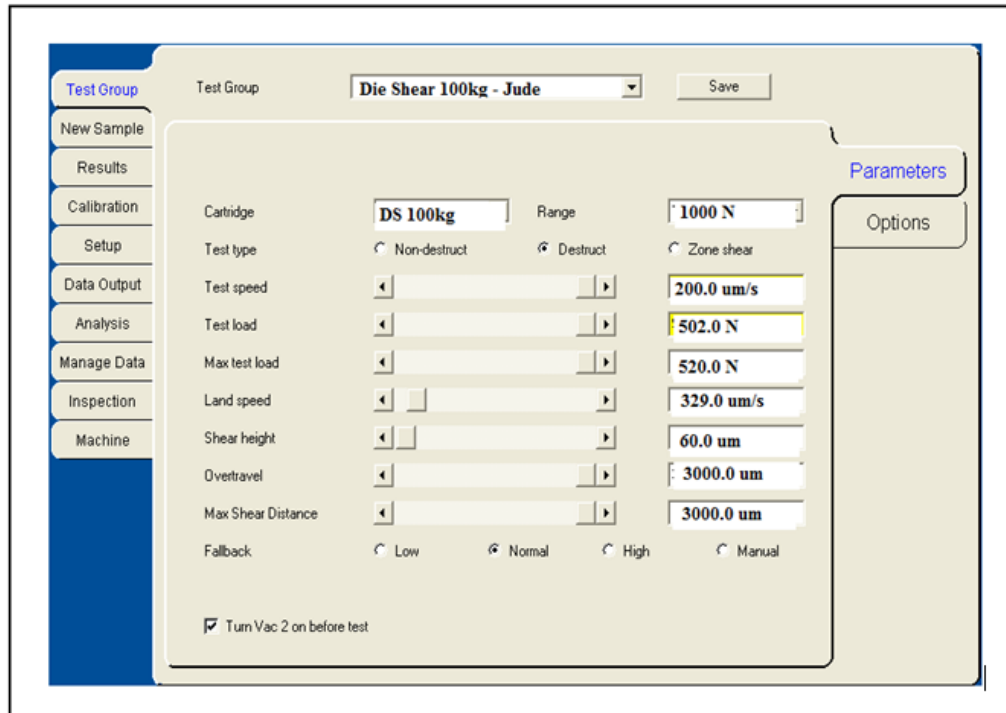 Test Group
New Sample
Results
Calibration
Setup
Data Output
Analysis
Manage Data
Inspection
Machine
Test Group Die Shear 100kg - Jude Save
Parameters
Options
Cartridge DS 100kg Range 1000 N
Test type Non-destruct Destruct Zone shear
Test speed 200.0 um/s
Test load 502.0 N
Max test load 520.0 N
Land speed 329.0 um/s
Shear height 60.0 um
Overtravel 3000.0 um
Max Shear Distance 3000.0 um
Fallback Low Normal High Manual
Turn Vac 2 on before test